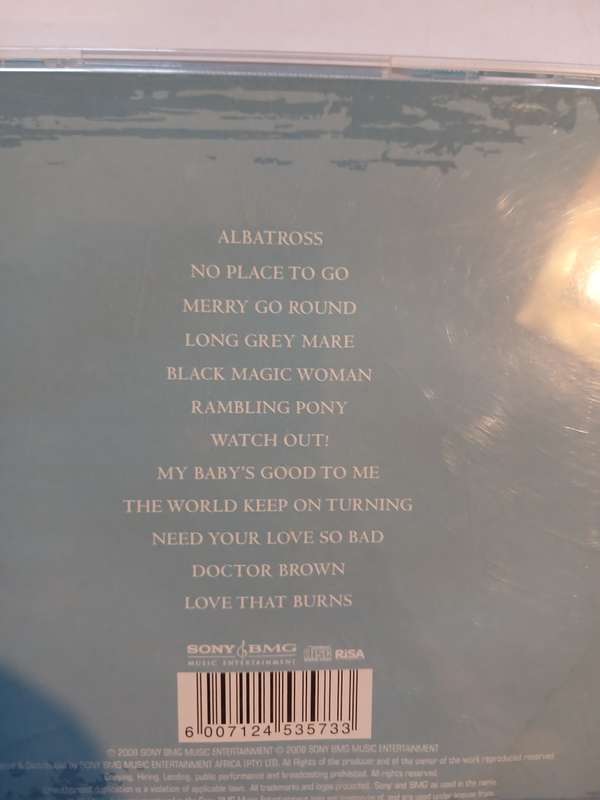 ALBATROSS
NO PLACE TO GO
MERRY GO ROUND
LONG GREY MARE
BLACK MAGIC WOMAN
RAMBLING PONY
WATCH OUT!
MY BABY'S GOOD TO ME
THE WORLD KEEP ON TURNING
NEED YOUR LOVE SO BAD
DOCTOR BROWN
LOVE THAT BURNS
SONY BMG DISC RiSA
MUSIC ENTERTAINMENT
6 007124 535733
SONY BMG MUSIC ENTERTAINMENT SONY BMG MUSIC ENTERTAINMENT
by SONY BMG MUSIC ENTERTAINMENT AFRICA (PTY) LTD. All Rights of the producer and of the owner of the work reproduced reserved
Copying, Hiring, Lending, public performance and broadcasting prohibited. All rights reserved.
duplication is a violation of applicable laws. All trademarks and logos protected. Sony and BMG as used in the name